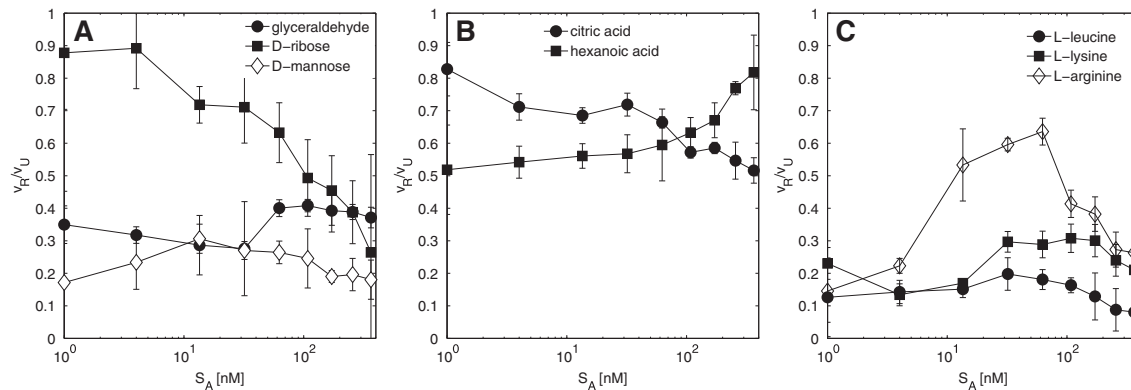 A
glyceraldehyde
D−ribose
D−mannose
1
0.9
0.8
0.7
0.6
0.5
0.4
0.3
0.2
0.1
0
v_R/v_U
10^0
10^1
10^2
S_A [nM]
B
citric acid
hexanoic acid
1
0.9
0.8
0.7
0.6
0.5
0.4
0.3
0.2
0.1
0
v_R/v_U
10^0
10^1
10^2
S_A [nM]
C
L−leucine
L−lysine
L−arginine
1
0.9
0.8
0.7
0.6
0.5
0.4
0.3
0.2
0.1
0
v_R/v_U
10^0
10^1
10^2
S_A [nM]